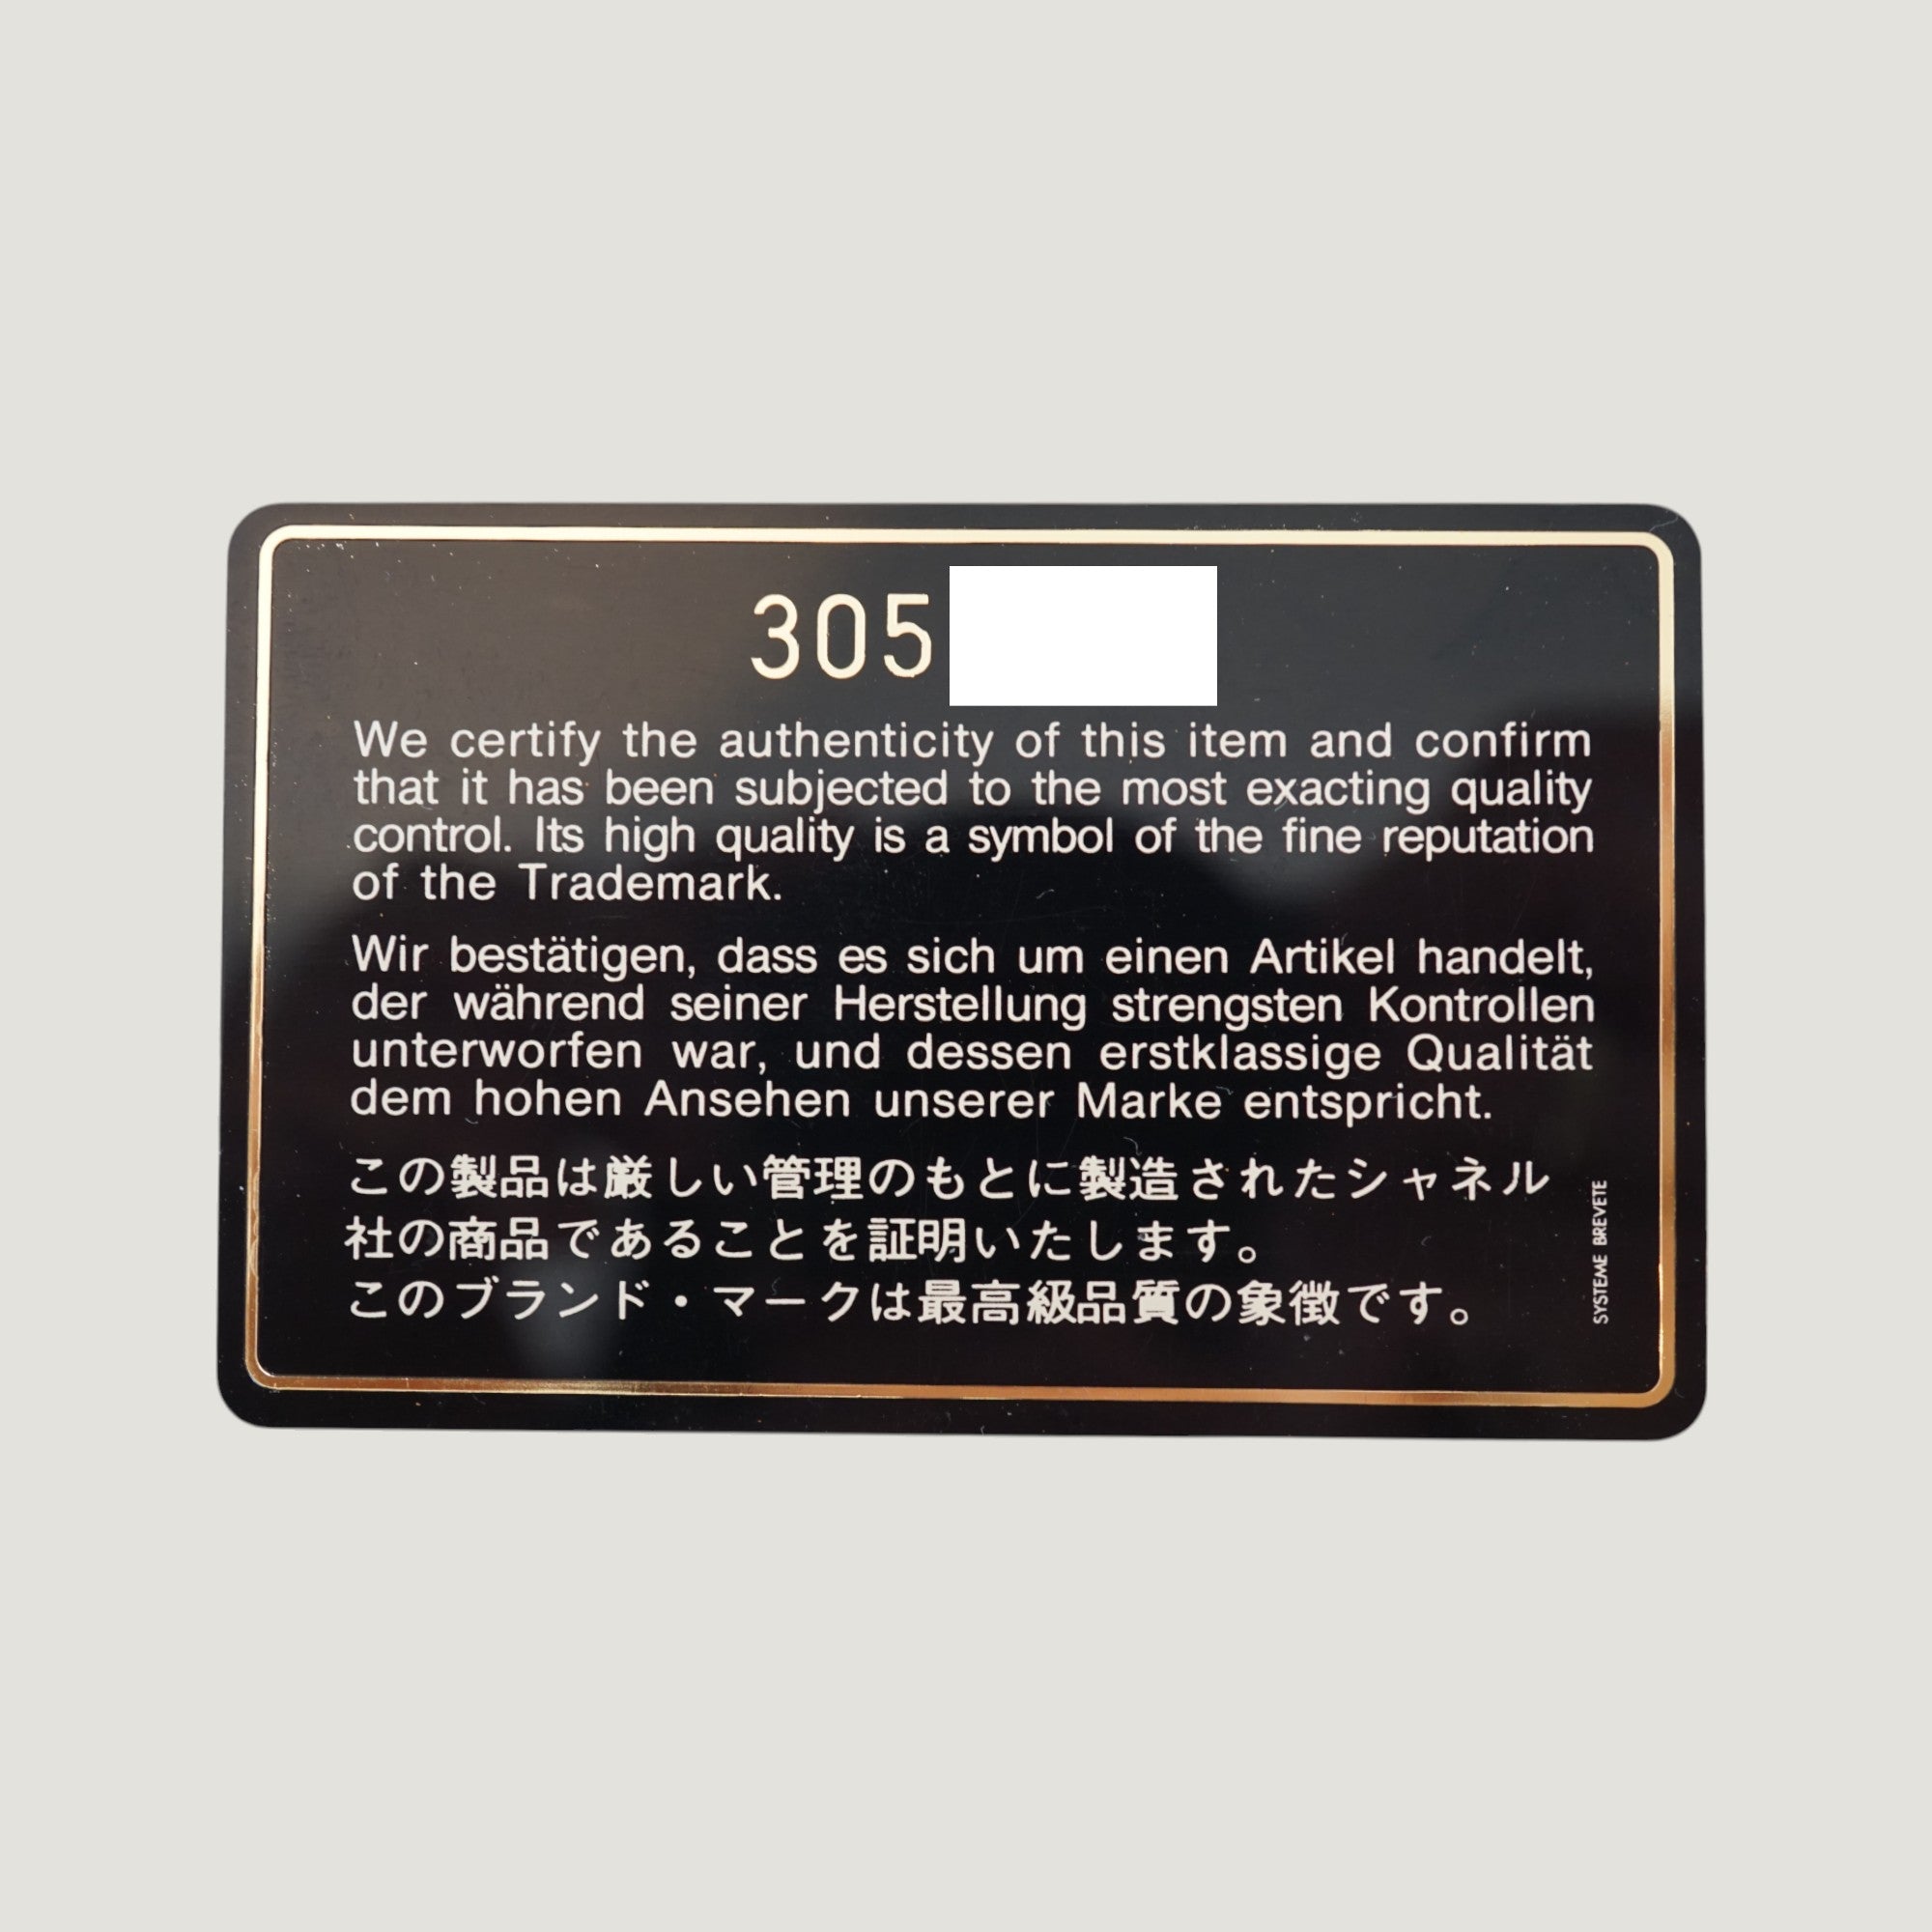 305
We certify the authenticity of this item and confirm
that it has been subjected to the most exacting quality
control. Its high quality is a symbol of the fine reputation
of the Trademark.
Wir bestätigen, dass es sich um einen Artikel handelt,
der während seiner Herstellung strengsten Kontrollen
unterworfen war, und dessen erstklassige Qualität
dem hohen Ansehen unserer Marke entspricht.
この製品は厳しい管理のもとに製造されたシャネル
社の商品であることを証明いたします。
このブランド・マークは最高級品質の象徴です。
SYSTEME BREVETE